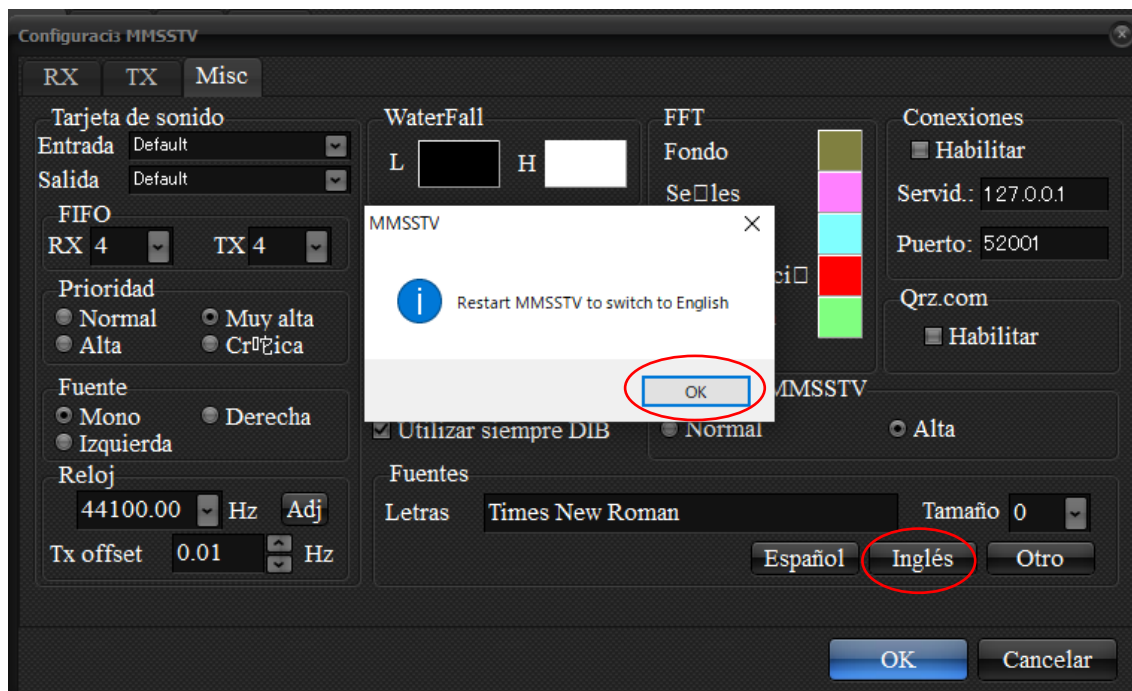 Configuraciз MMSSTV
RX TX Misc
Tarjeta de sonido
Entrada Default
Salida Default
FIFO
RX 4 TX 4
Prioridad
Normal Muy alta
Alta
Fuente
Mono Derecha
Izquierda
Reloj
44100.00 Hz Adj
Tx offset 0.01 Hz
WaterFall
L H
FFT
Fondo
Se□les
ci□
Conexiones
Habilitar
Servid.: 127.0.0.1
Puerto: 52001
Qrz.com
Habilitar
MMSSTV
Restart MMSSTV to switch to English
OK
MMSSTV
Utilizar siempre DIB Normal Alta
Fuentes
Letras Times New Roman Tamaño 0
Español Inglés Otro
OK Cancelar